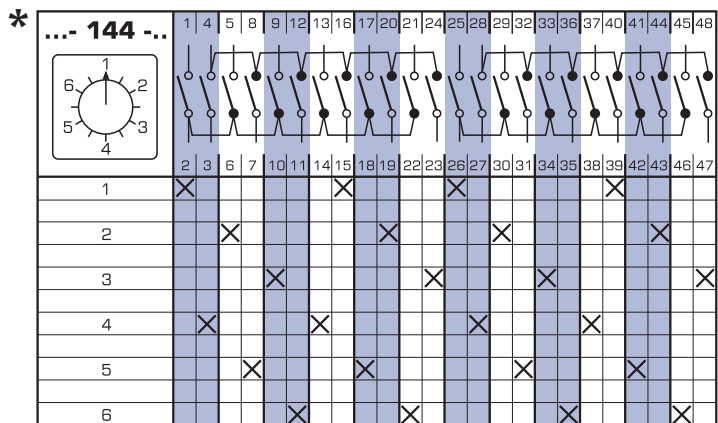 *
...- 144 -..
1 4 5 8 9 12 13 16 17 20 21 24 25 28 29 32 33 36 37 40 41 44 45 48
1
6 2
5 3
4
2 3 6 7 10 11 14 15 18 19 22 23 26 27 30 31 34 35 38 39 42 43 46 47
1 X X X X
2 X X X X
3 X X X X
4 X X X X
5 X X X X
6 X X X X